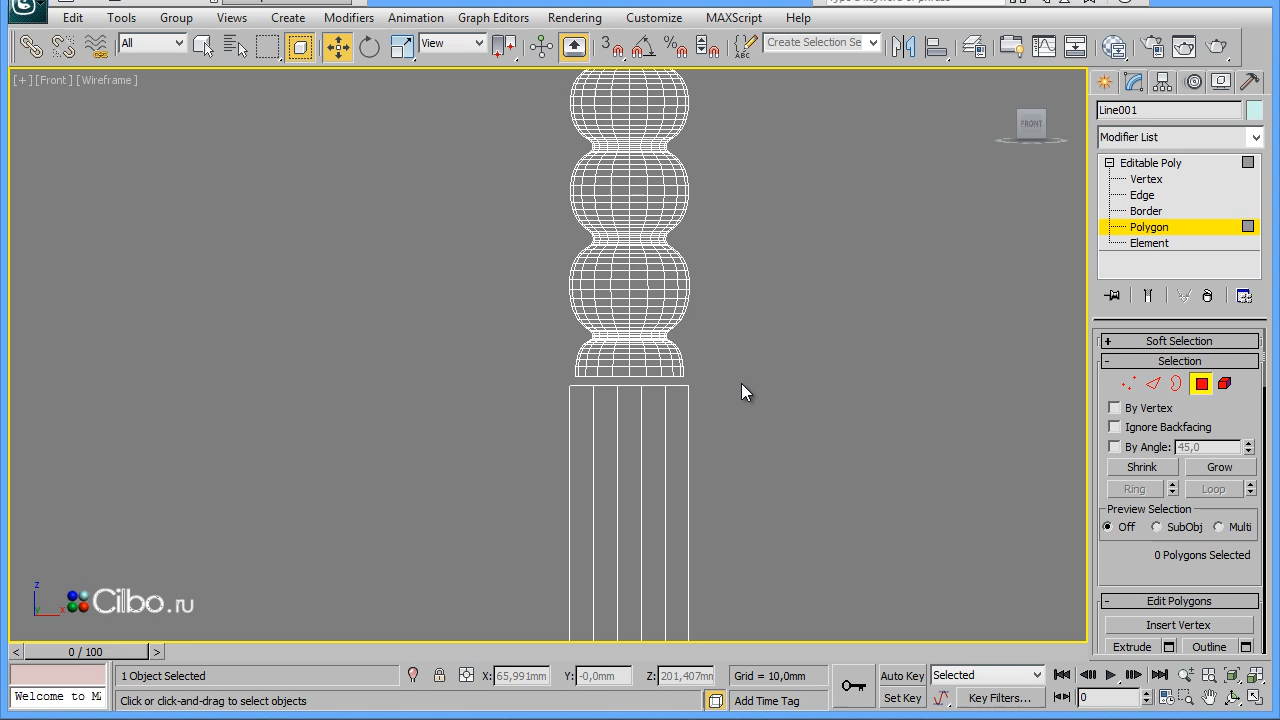 Edit Tools Group Views Create Modifiers Animation Graph Editors Rendering Customize MAXScript Help
All View 3 Create Selection Se
[+] [Front] [Wireframe]
FRONT
Line001
Modifier List
Editable Poly
Vertex
Edge
Border
Polygon
Element
+ Soft Selection
- Selection
By Vertex
Ignore Backfacing
By Angle: 45,0
Shrink Grow
Ring Loop
Preview Selection
Off SubObj Multi
0 Polygons Selected
- Edit Polygons
Insert Vertex
Extrude Outline
z
y x
Cilbo.ru
< 0 / 100 >
1 Object Selected X: 65,991mm Y: -0,0mm Z: 201,407mm Grid = 10,0mm Auto Key Selected
Welcome to M Click or click-and-drag to select objects Add Time Tag Set Key Key Filters... 0